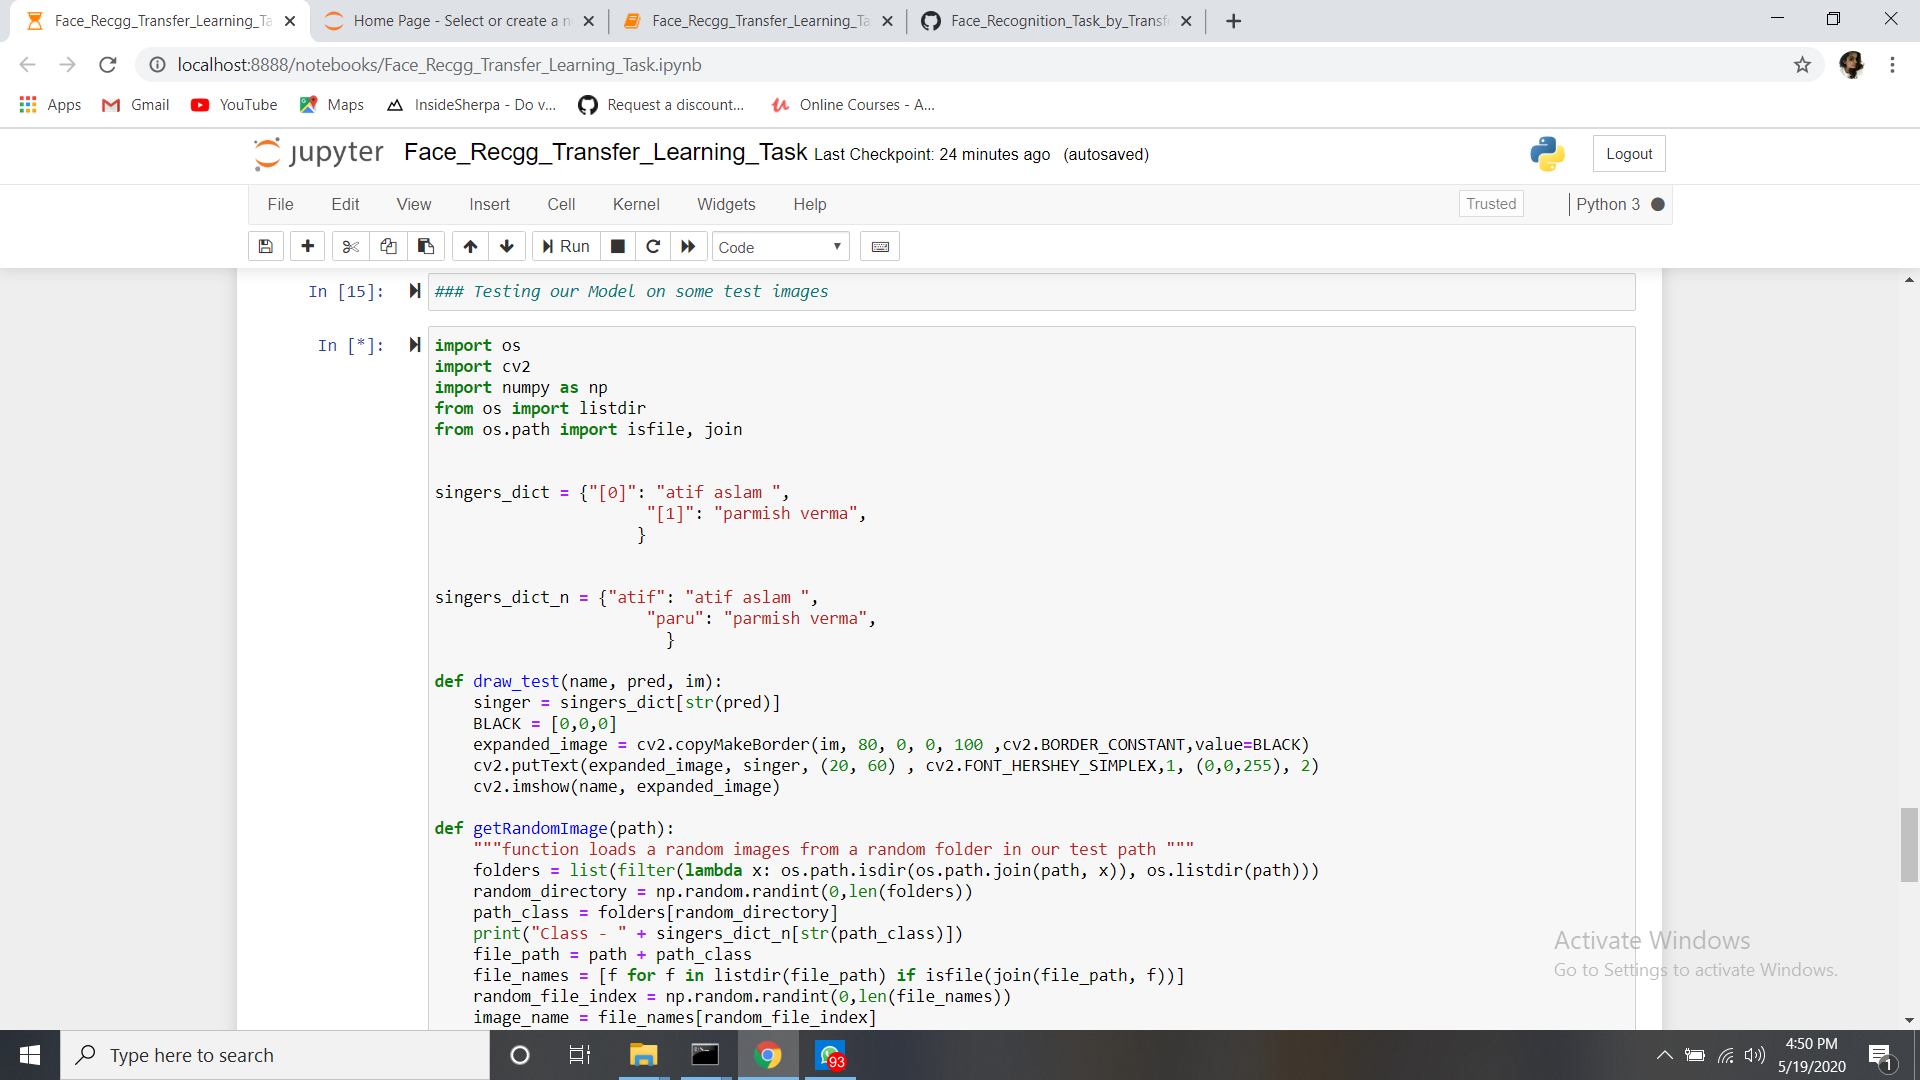 Face_Recgg_Transfer_Learning_Ta
Home Page - Select or create a n
Face_Recgg_Transfer_Learning_Ta
Face_Recognition_Task_by_Transf
localhost:8888/notebooks/Face_Recgg_Transfer_Learning_Task.ipynb
Apps
Gmail
YouTube
Maps
InsideSherpa - Do v...
Request a discount...
Online Courses - A...
jupyter Face_Recgg_Transfer_Learning_Task Last Checkpoint: 24 minutes ago (autosaved)
Logout
File Edit View Insert Cell Kernel Widgets Help
Trusted
Python 3
Run
Code
In [15]: ### Testing our Model on some test images
In [*]: import os
import cv2
import numpy as np
from os import listdir
from os.path import isfile, join
singers_dict = {"[0]": "atif aslam ",
"[1]": "parmish verma",
}
singers_dict_n = {"atif": "atif aslam ",
"paru": "parmish verma",
}
def draw_test(name, pred, im):
singer = singers_dict[str(pred)]
BLACK = [0,0,0]
expanded_image = cv2.copyMakeBorder(im, 80, 0, 0, 100 ,cv2.BORDER_CONSTANT,value=BLACK)
cv2.putText(expanded_image, singer, (20, 60) , cv2.FONT_HERSHEY_SIMPLEX,1, (0,0,255), 2)
cv2.imshow(name, expanded_image)
def getRandomImage(path):
"""function loads a random images from a random folder in our test path """
folders = list(filter(lambda x: os.path.isdir(os.path.join(path, x)), os.listdir(path)))
random_directory = np.random.randint(0,len(folders))
path_class = folders[random_directory]
print("Class - " + singers_dict_n[str(path_class)])
file_path = path + path_class
file_names = [f for f in listdir(file_path) if isfile(join(file_path, f))]
random_file_index = np.random.randint(0,len(file_names))
image_name = file_names[random_file_index]
Activate Windows
Go to Settings to activate Windows.
Type here to search
93
4:50 PM
5/19/2020
1